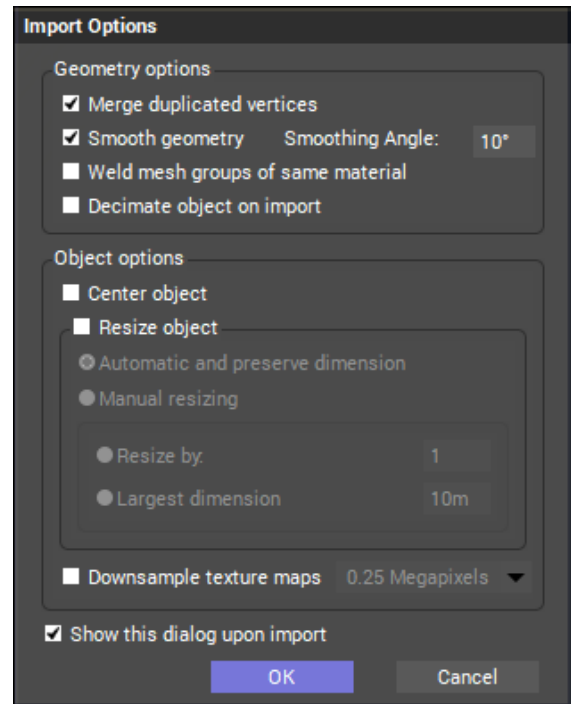 Import Options
Geometry options
Merge duplicated vertices
Smooth geometry Smoothing Angle: 10°
Weld mesh groups of same material
Decimate object on import
Object options
Center object
Resize object
Automatic and preserve dimension
Manual resizing
Resize by: 1
Largest dimension 10m
Downsample texture maps 0.25 Megapixels
Show this dialog upon import
OK Cancel